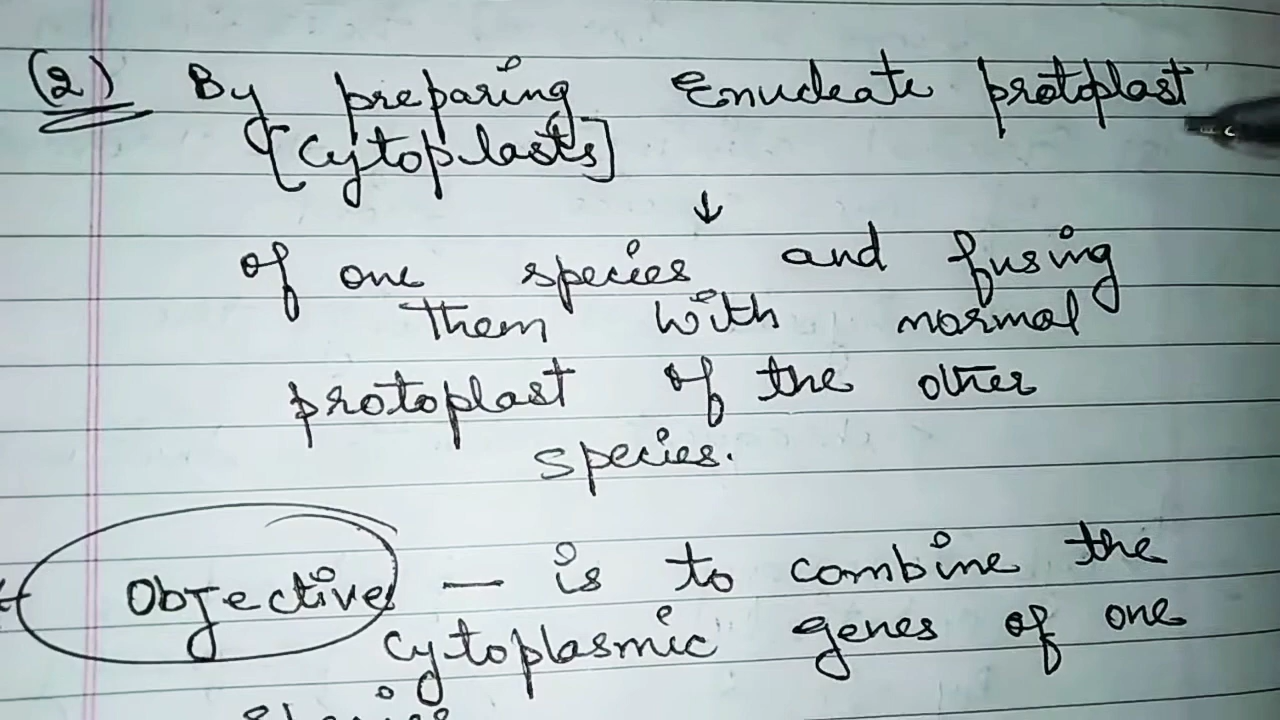 (2) By preparing Enucleate protoplast
[Cytoplasts]
↓
of one species and fusing
them with normal
protoplast of the other
species.
Objective — is to combine the
cytoplasmic genes of one